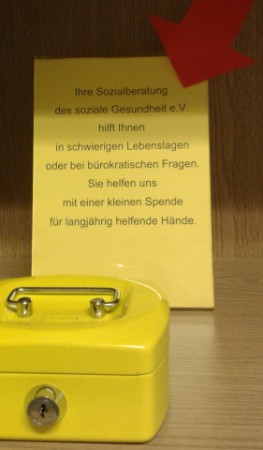 Ihre Sozialberatung
des soziale Gesundheit e.V.
hilft Ihnen
in schwierigen Lebenslagen
oder bei bürokratischen Fragen.
Sie helfen uns
mit einer kleinen Spende
für langjährig helfende Hände.